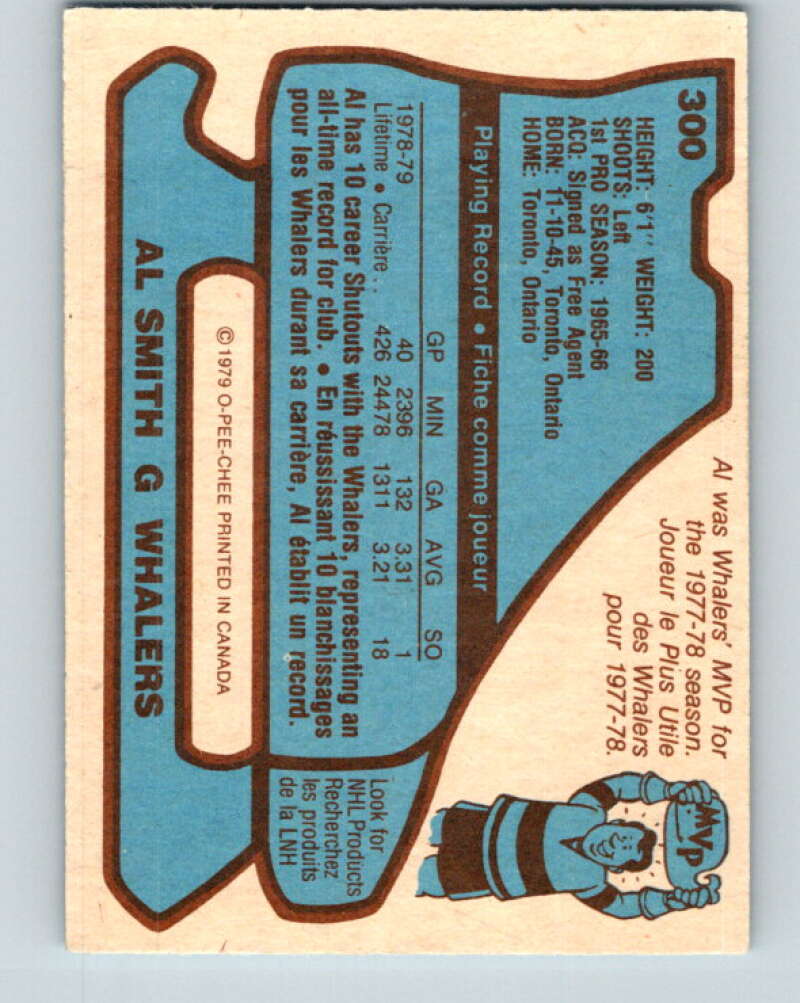 300
HEIGHT: 6'1" WEIGHT: 200
SHOOTS: Left
1st PRO SEASON: 1965-66
ACQ: Signed as Free Agent
BORN: 11-10-45, Toronto, Ontario
HOME: Toronto, Ontario
Al was Whalers' MVP for
the 1977-78 season.
Joueur le Plus Utile
des Whalers
pour 1977-78.
MVP
Playing Record • Fiche comme joueur
GP MIN GA AVG SO
1978-79 40 2396 132 3.31 1
Lifetime • Carrière . . 426 24478 1311 3.21 18
Al has 10 career Shutouts with the Whalers, representing an
all-time record for club. • En réussissant 10 blanchissages
pour les Whalers durant sa carrière, Al établit un record.
Look for
NHL Products
Recherchez
les produits
de la LNH
©1979 O-PEE-CHEE PRINTED IN CANADA
AL SMITH G WHALERS